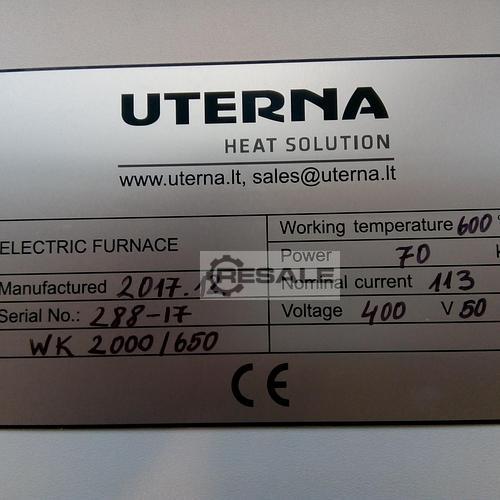 UTERNA
HEAT SOLUTION
www.uterna.lt, sales@uterna.lt
ELECTRIC FURNACE
Working temperature 600°
Power 70
RESALE
Manufactured 2017.12
Nominal current 113
Serial No.: 288-17
Voltage 400 V 50
WK 2000/650
CE